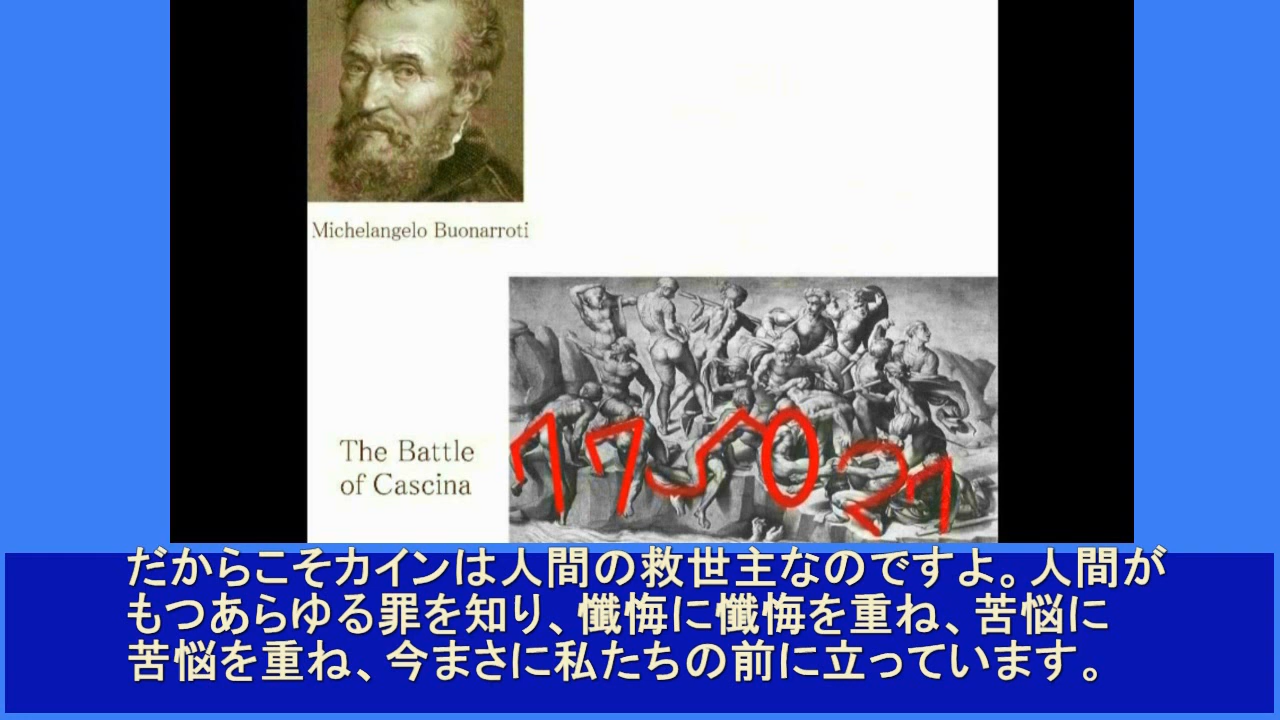 Michelangelo Buonarroti
The Battle
of Cascina
775021
だからこそカインは人間の救世主なのですよ。人間が
もつあらゆる罪を知り、懺悔に懺悔を重ね、苦悩に
苦悩を重ね、今まさに私たちの前に立っています。